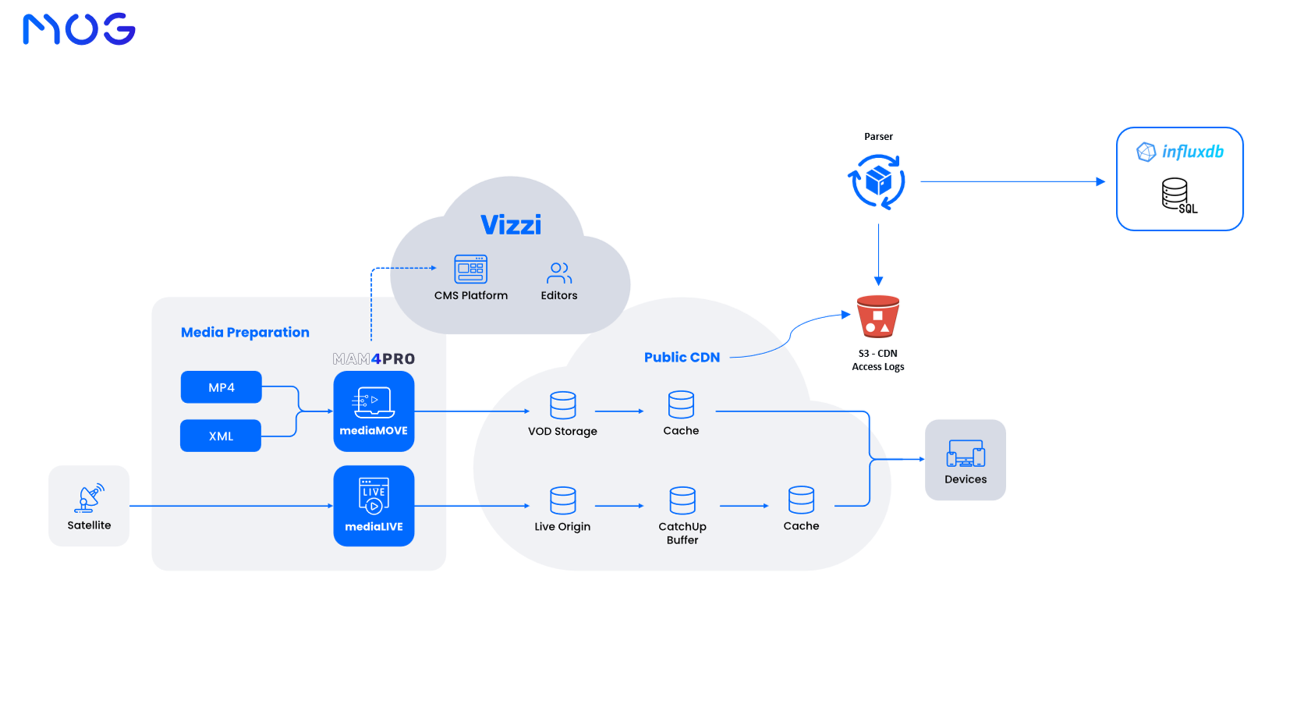 MOG
Parser
influxdb
SQL
Vizzi
CMS Platform
Editors
Media Preparation
MAM4PRO
MP4
XML
mediaMOVE
Public CDN
S3 - CDN
Access Logs
VOD Storage
Cache
Devices
Satellite
LIVE
mediaLIVE
Live Origin
CatchUp
Buffer
Cache